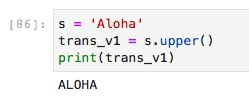 [86]: s = 'Aloha'
trans_v1 = s.upper()
print(trans_v1)
ALOHA